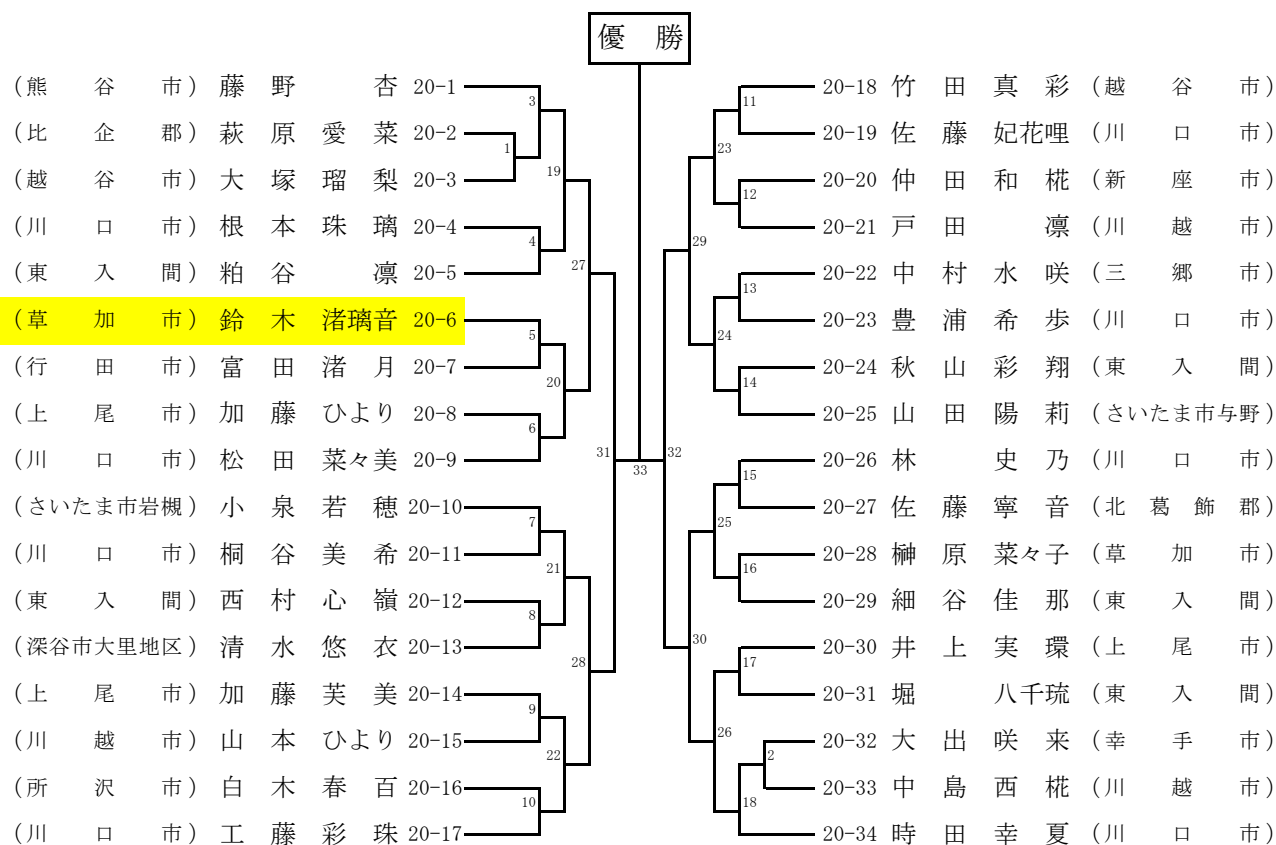 優 勝
(熊谷市) 藤野 杏 20-1
(比企郡) 萩原愛菜 20-2
(越谷市) 大塚瑠梨 20-3
(川口市) 根本珠璃 20-4
(東入間) 粕谷 凛 20-5
(草加市) 鈴木渚璃音 20-6
(行田市) 富田渚月 20-7
(上尾市) 加藤ひより 20-8
(川口市) 松田菜々美 20-9
(さいたま市岩槻) 小泉若穂 20-10
(川口市) 桐谷美希 20-11
(東入間) 西村心嶺 20-12
(深谷市大里地区) 清水悠衣 20-13
(上尾市) 加藤芙美 20-14
(川越市) 山本ひより 20-15
(所沢市) 白木春百 20-16
(川口市) 工藤彩珠 20-17
3
1
19
4
27
5
20
6
31
7
21
8
28
9
22
10
33
11
23
12
29
13
24
14
32
15
25
16
30
17
26
2
18
20-18 竹田真彩 (越谷市)
20-19 佐藤妃花哩 (川口市)
20-20 仲田和椛 (新座市)
20-21 戸田 凛 (川越市)
20-22 中村水咲 (三郷市)
20-23 豊浦希歩 (川口市)
20-24 秋山彩翔 (東入間)
20-25 山田陽莉 (さいたま市与野)
20-26 林 史乃 (川口市)
20-27 佐藤寧音 (北葛飾郡)
20-28 榊原菜々子 (草加市)
20-29 細谷佳那 (東入間)
20-30 井上実環 (上尾市)
20-31 堀 八千琉 (東入間)
20-32 大出咲来 (幸手市)
20-33 中島西椛 (川越市)
20-34 時田幸夏 (川口市)